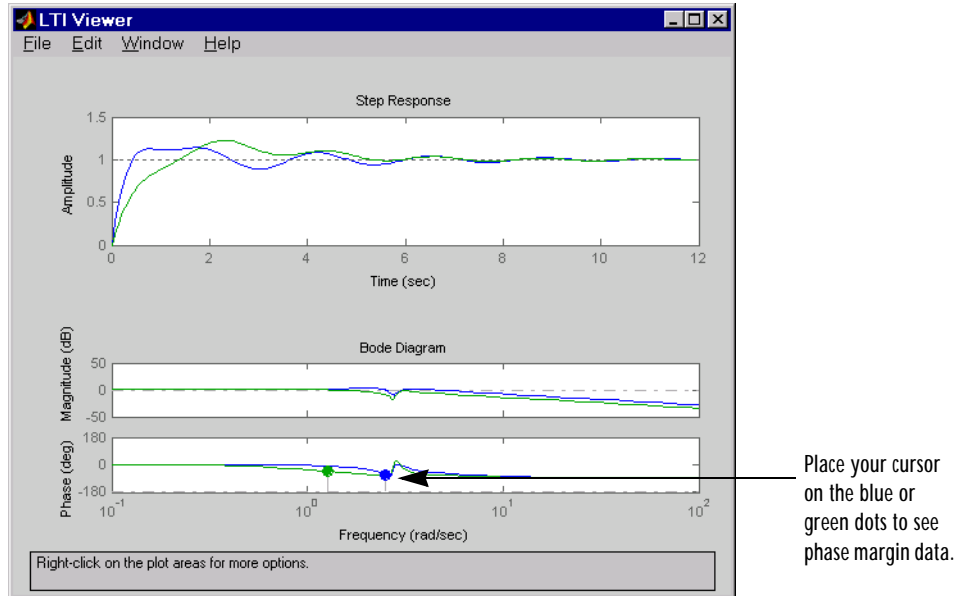 LTI Viewer
File Edit Window Help
Step Response
1.5
1
0.5
0
Amplitude
0 2 4 6 8 10 12
Time (sec)
Bode Diagram
50
0
-50
Magnitude (dB)
180
0
-180
Phase (deg)
10^-1 10^0 10^1 10^2
Frequency (rad/sec)
Right-click on the plot areas for more options.
Place your cursor
on the blue or
green dots to see
phase margin data.